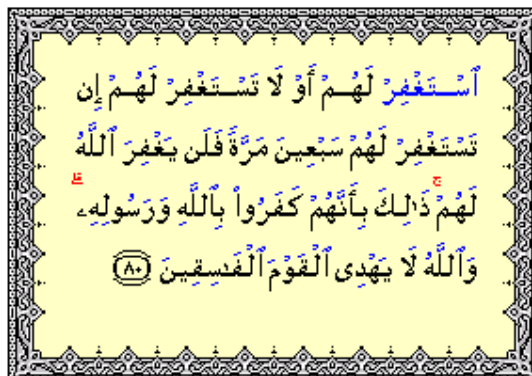 ٱسْتَغْفِرْ لَهُمْ أَوْ لَا تَسْتَغْفِرْ لَهُمْ إِن
تَسْتَغْفِرْ لَهُمْ سَبْعِينَ مَرَّةً فَلَن يَغْفِرَ ٱللَّهُ
لَهُمْ ۚ ذَٰلِكَ بِأَنَّهُمْ كَفَرُوا۟ بِٱللَّهِ وَرَسُولِهِۦ ۗ
وَٱللَّهُ لَا يَهْدِى ٱلْقَوْمَ ٱلْفَـٰسِقِينَ ﴿٨٠﴾